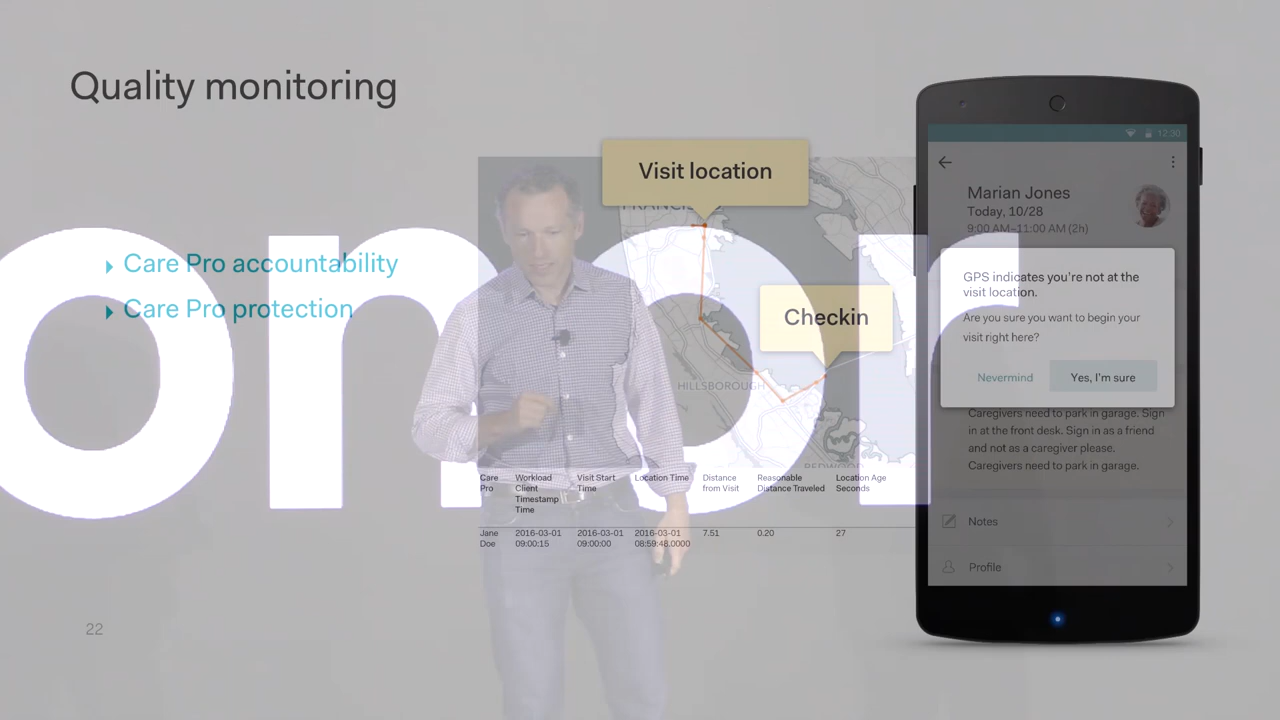 Quality monitoring
Care Pro accountability
Care Pro protection
22
Visit location
Checkin
HILLSBOROUGH
Care Pro
Workload Client Timestamp Time
Visit Start Time
Location Time
Distance from Visit
Reasonable Distance Traveled
Location Age Seconds
Jane Doe
2016-03-01 09:00:15
2016-03-01 09:00:00
2016-03-01 08:59:48.0000
7.51
0.20
27
12:30
Marian Jones
Today, 10/28
9:00 AM–11:00 AM (2h)
GPS indicates you're not at the
visit location.
Are you sure you want to begin your
visit right here?
Nevermind
Yes, I'm sure
Caregivers need to park in garage. Sign
in at the front desk. Sign in as a friend
and not as a caregiver please.
Caregivers need to park in garage.
Notes
Profile
onor